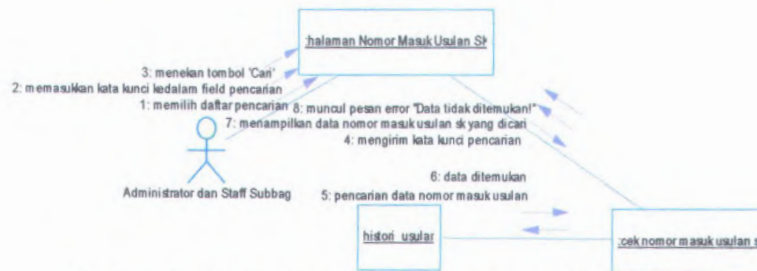 :halaman Nomor Masuk Usulan SK
3: menekan tombol 'Cari'
2: memasukkan kata kunci kedalam field pencarian
1: memilih daftar pencarian
8: muncul pesan error "Data tidak ditemukan!"
7: menampilkan data nomor masuk usulan sk yang dicari
4: mengirim kata kunci pencarian
Administrator dan Staff Subbag
6: data ditemukan
5: pencarian data nomor masuk usulan
histori_usular
:cek nomor masuk usulan s